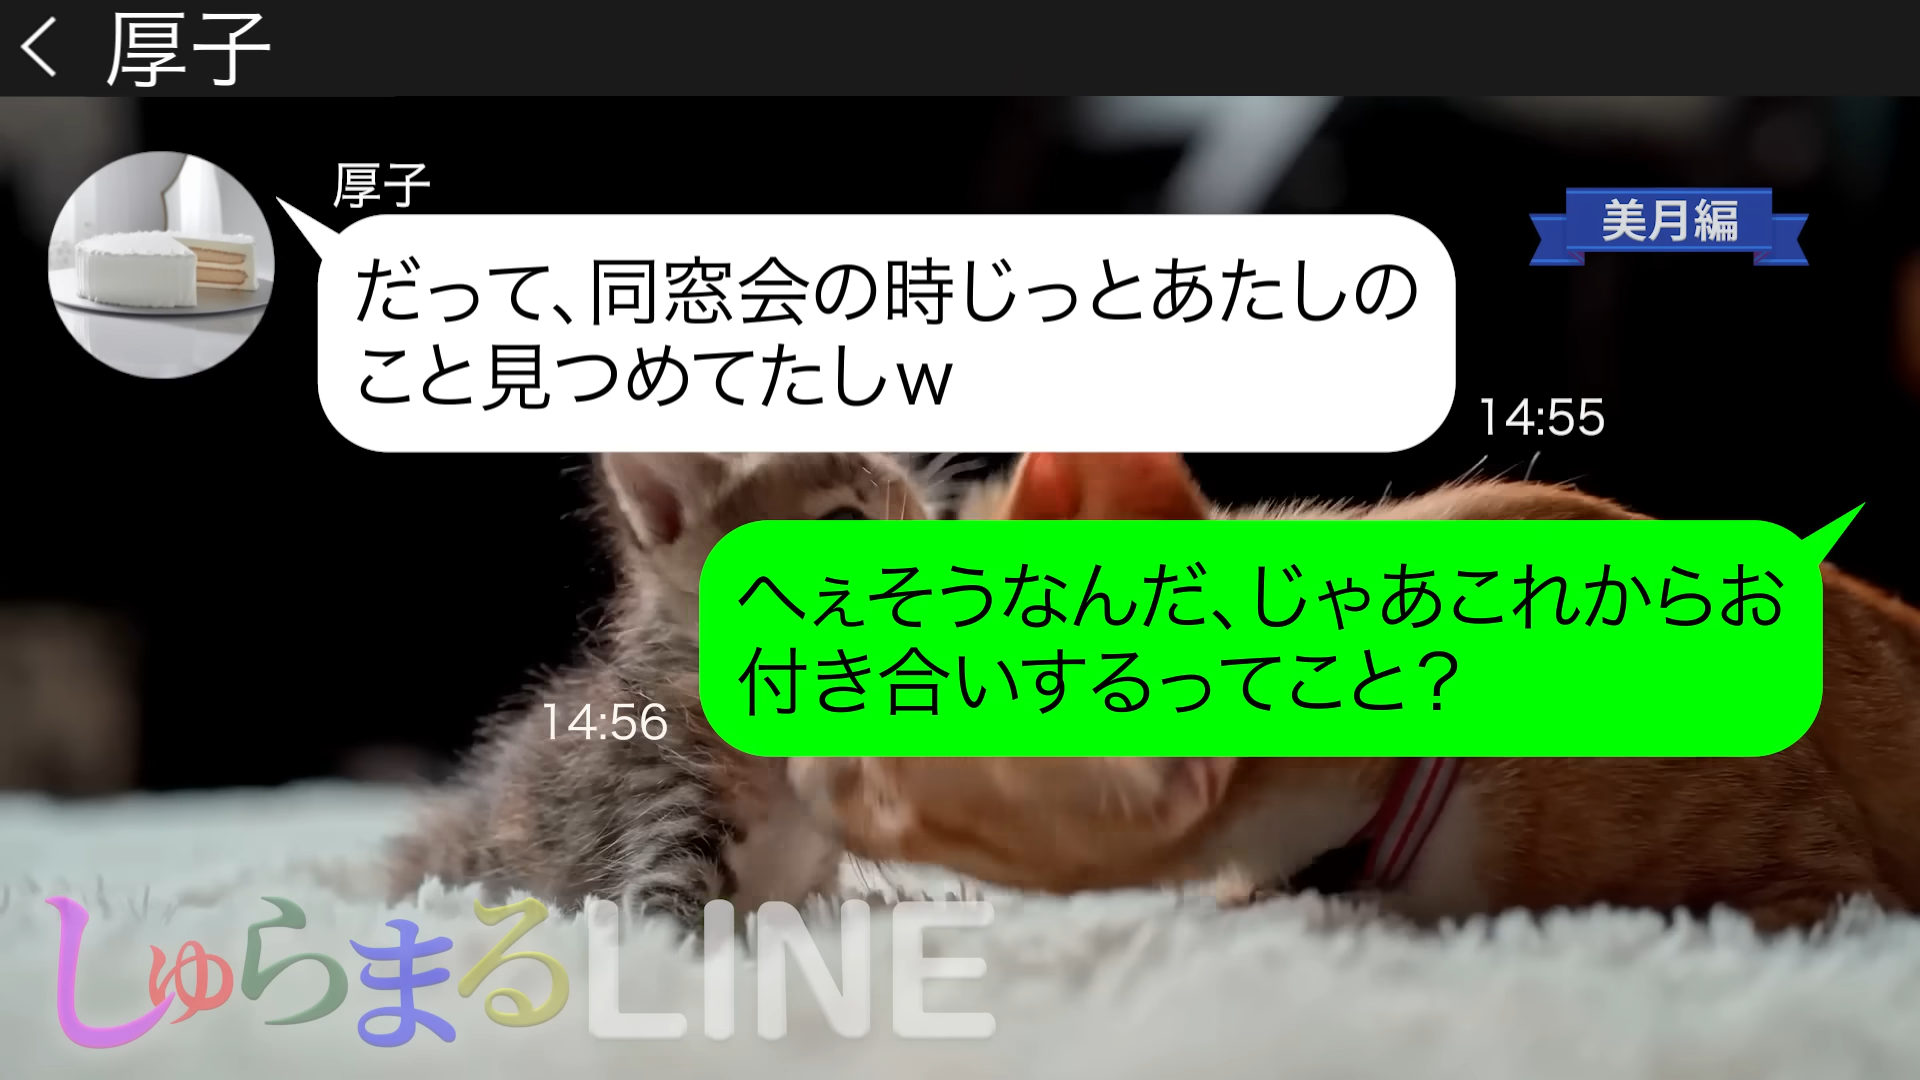 厚子
厚子
美月編
だって、同窓会の時じっとあたしの
こと見つめてたしw
14:55
へぇそうなんだ、じゃあこれからお
付き合いするってこと？
14:56
しゅらまるLINE